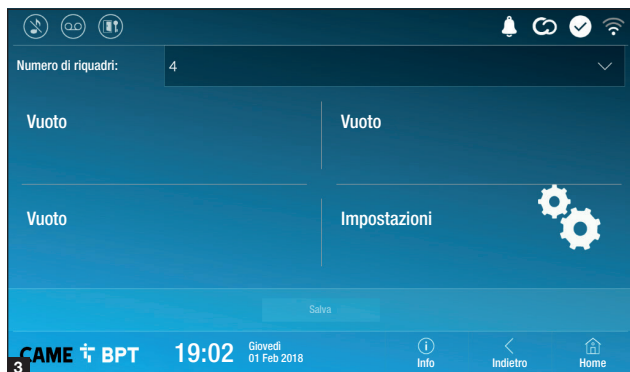 Numero di riquadri: 4
Vuoto Vuoto
Vuoto Impostazioni
Salva
CAME BPT 19:02 Giovedì
01 Feb 2018
Info Indietro Home
3